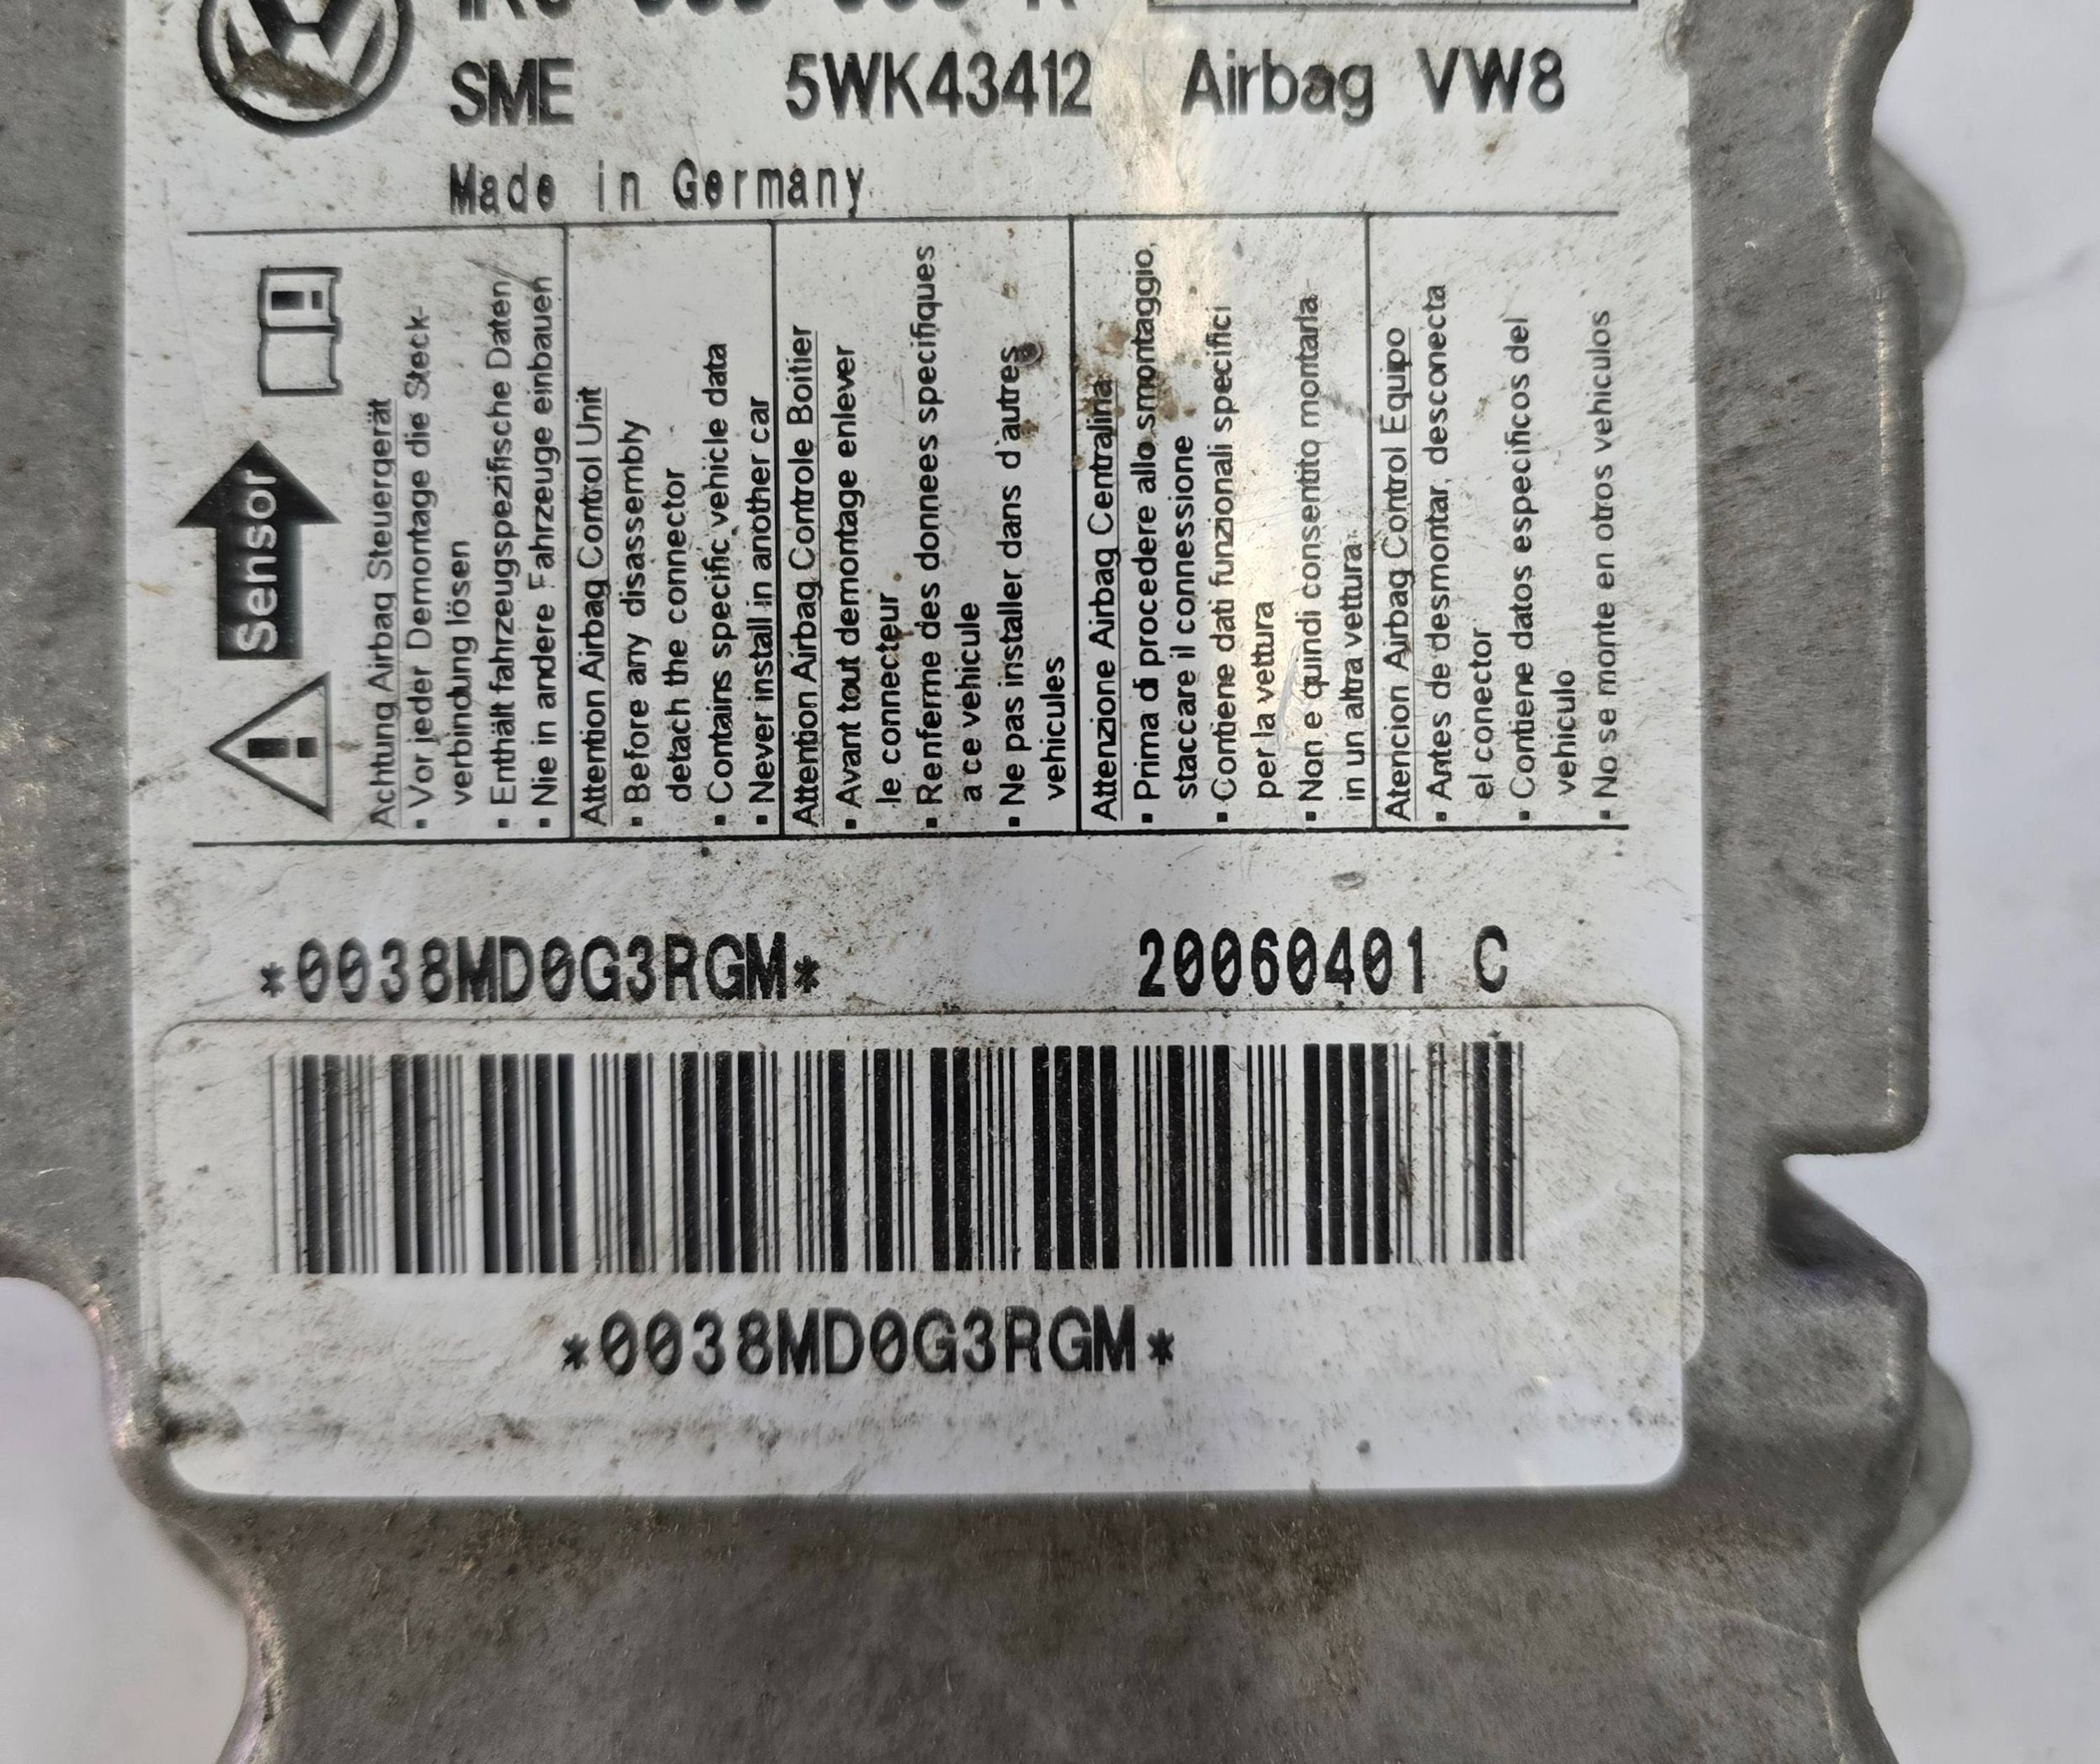 SME 5WK43412 Airbag VW8
Made in Germany
Sensor
Achtung Airbag Steuergerät
▪ Vor jeder Demontage die Steck-
verbindung lösen
▪ Enthält fahrzeugspezifische Daten
▪ Nie in andere Fahrzeuge einbauen
Attention Airbag Control Unit
▪ Before any disassembly
detach the connector
▪ Contains specific vehicle data
▪ Never install in another car
Attention Airbag Controle Boitier
▪ Avant tout demontage enlever
le connecteur
▪ Renferme des donnees specifiques
a ce vehicule
▪ Ne pas installer dans d'autres
vehicules
Attenzione Airbag Centralina
▪ Prima di procedere allo smontaggio,
staccare il connessione
▪ Contiene dati funzionali specifici
per la vettura
▪ Non e quindi consentito montarla
in un altra vettura
Atencion Airbag Control Equipo
▪ Antes de desmontar, desconecta
el conector
▪ Contiene datos especificos del
vehiculo
▪ No se monte en otros vehiculos
*0038MD0G3RGM* 20060401 C
*0038MD0G3RGM*